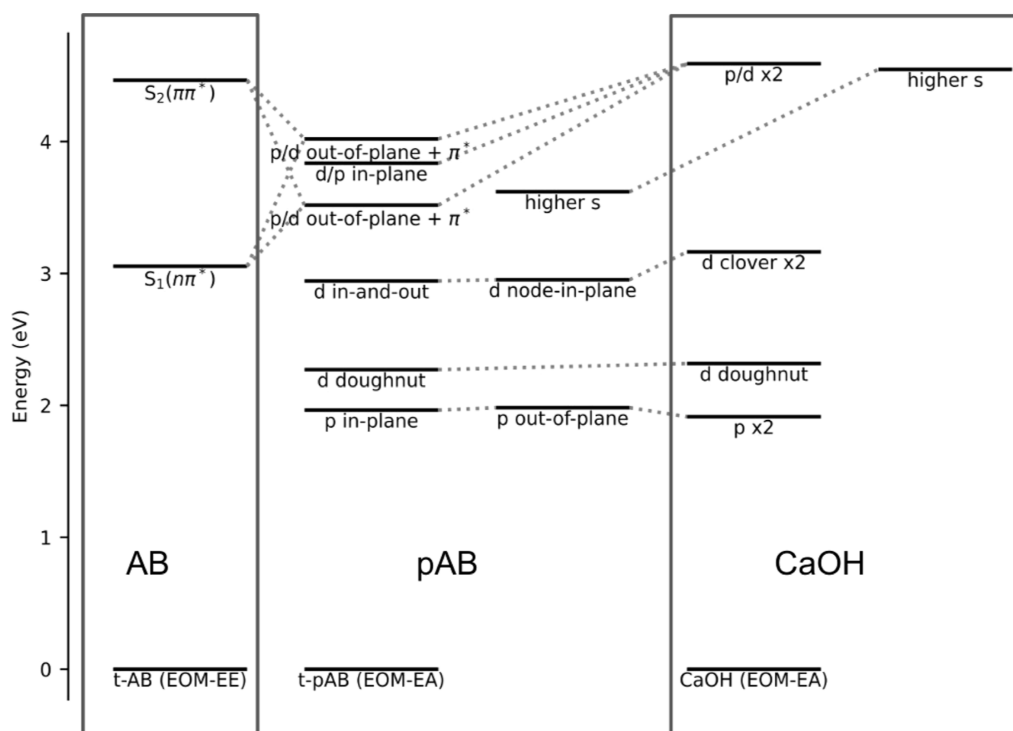 Energy (eV)
4
3
2
1
0
S₂(ππ*)
S₁(nπ*)
AB
t-AB (EOM-EE)
p/d out-of-plane + π*
d/p in-plane
p/d out-of-plane + π*
higher s
d in-and-out
d node-in-plane
d doughnut
p in-plane
p out-of-plane
pAB
t-pAB (EOM-EA)
p/d x2
higher s
d clover x2
d doughnut
p x2
CaOH
CaOH (EOM-EA)